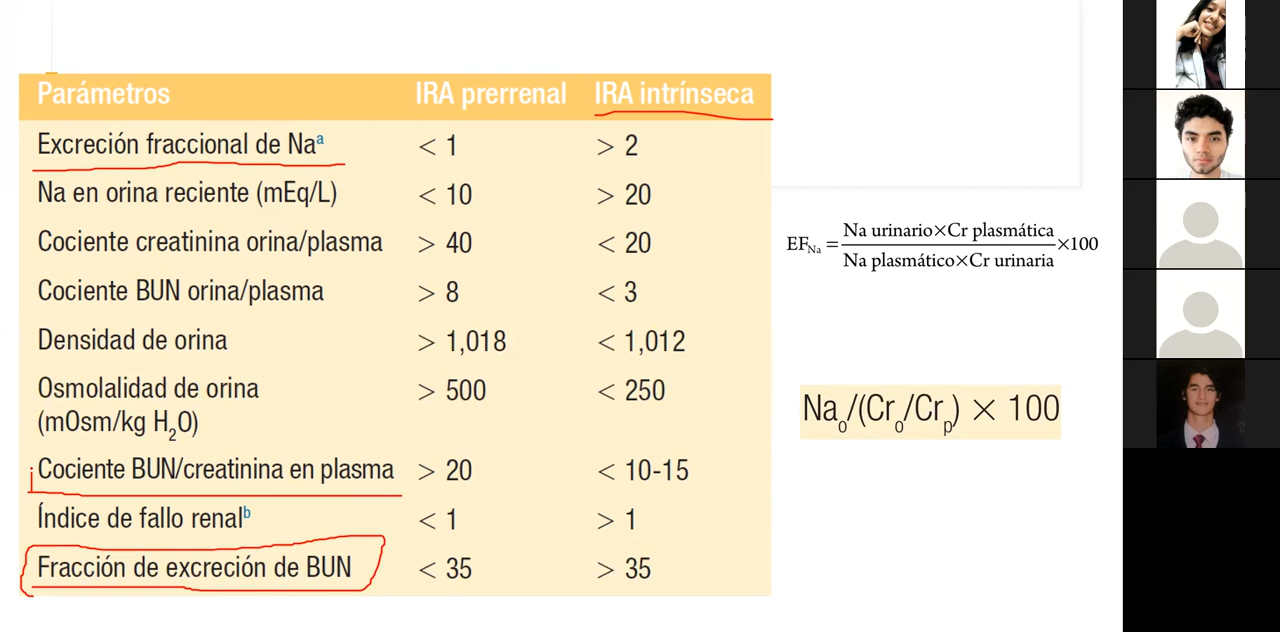 Parámetros IRA prerrenal IRA intrínseca
Excreción fraccional de Naᵃ < 1 > 2
Na en orina reciente (mEq/L) < 10 > 20
Cociente creatinina orina/plasma > 40 < 20
Cociente BUN orina/plasma > 8 < 3
Densidad de orina > 1,018 < 1,012
Osmolalidad de orina > 500 < 250
(mOsm/kg H₂O)
Cociente BUN/creatinina en plasma > 20 < 10-15
Índice de fallo renalᵇ < 1 > 1
Fracción de excreción de BUN < 35 > 35
Na urinario×Cr plasmática
EF_Na = ×100
Na plasmático×Cr urinaria
Naₒ/(Crₒ/Crₚ) × 100